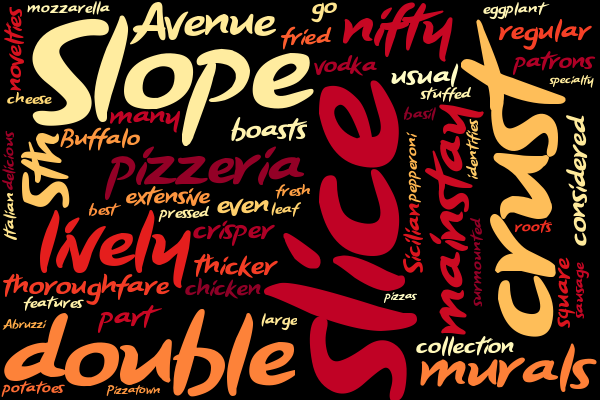 mozzarella
novelties
Slope
Avenue
go
fried
nifty
eggplant
regular
patrons
specialty
vodka
usual
stuffed
cheese
many
boasts
basil
crust
5th
Buffalo
Italian
delicious
pizzeria
slice
pepperoni
Sicilian
mainstay
identifies
considered
extensive
fresh
best
pressed
even
leaf
lively
crisper
thicker
surmounted
roots
thoroughfare
chicken
features
pizzas
square
sausage
Abruzzi
part
large
double
collection
murals
potatoes
Pizzatown